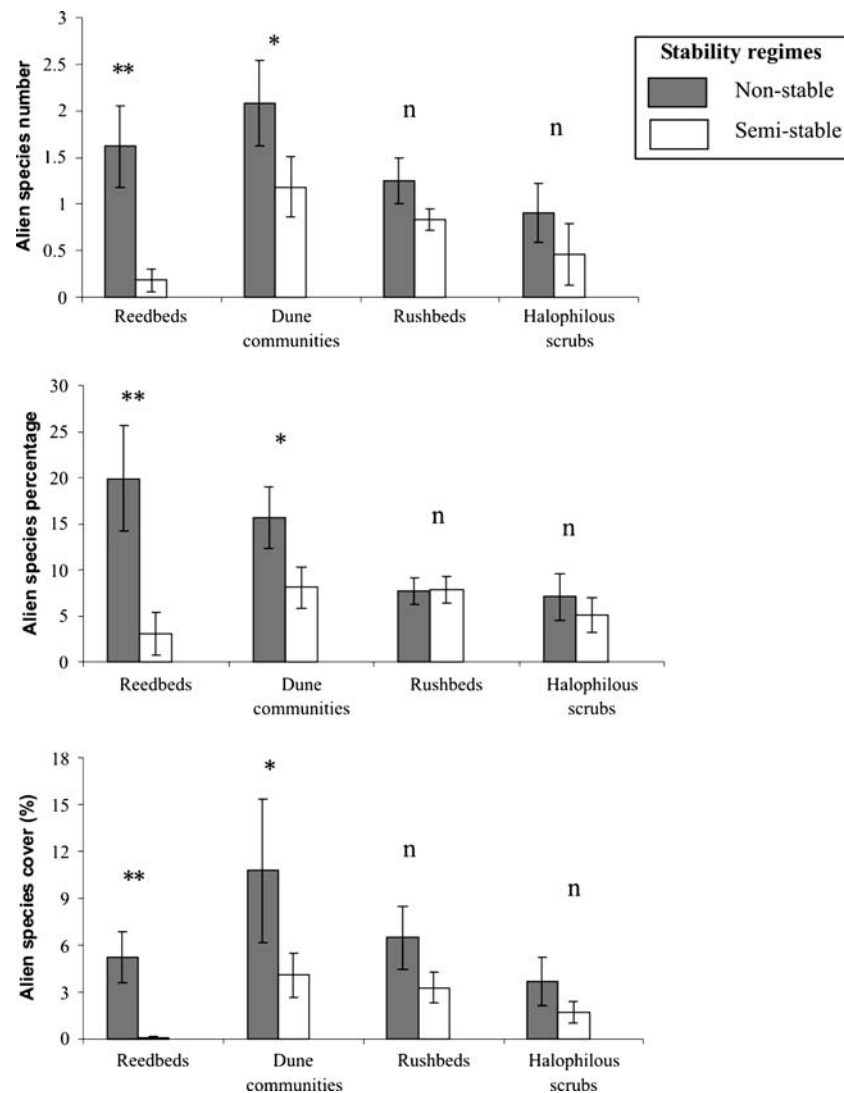 3
2.5
2
1.5
1
0.5
0
Alien species number
** * n n
Reedbeds Dune Rushbeds Halophilous
communities scrubs
Stability regimes
Non-stable
Semi-stable
30
25
20
15
10
5
0
Alien species percentage
** * n n
Reedbeds Dune Rushbeds Halophilous
communities scrubs
18
15
12
9
6
3
0
Alien species cover (%)
** * n n
Reedbeds Dune Rushbeds Halophilous
communities scrubs